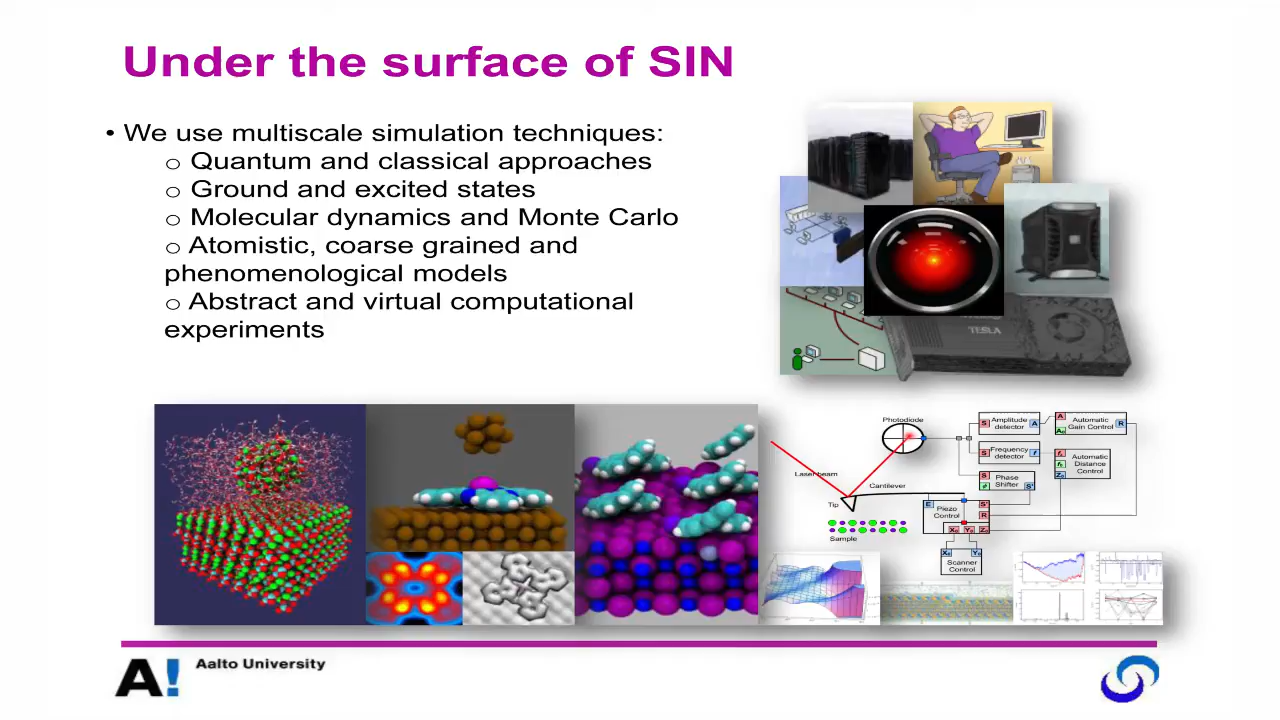 Under the surface of SIN
• We use multiscale simulation techniques:
o Quantum and classical approaches
o Ground and excited states
o Molecular dynamics and Monte Carlo
o Atomistic, coarse grained and
phenomenological models
o Abstract and virtual computational
experiments
TESLA
Photodiode
Laser beam
Cantilever
Tip
Sample
S
Amplitude
detector
A
A
A₀
Automatic
Gain Control
R
S
Frequency
detector
f
f₀
Z₀
Automatic
Distance
Control
S
Phase
Shifter
S'
E
Piezo
Control
S'
R
Scanner
Control
A!
Aalto University